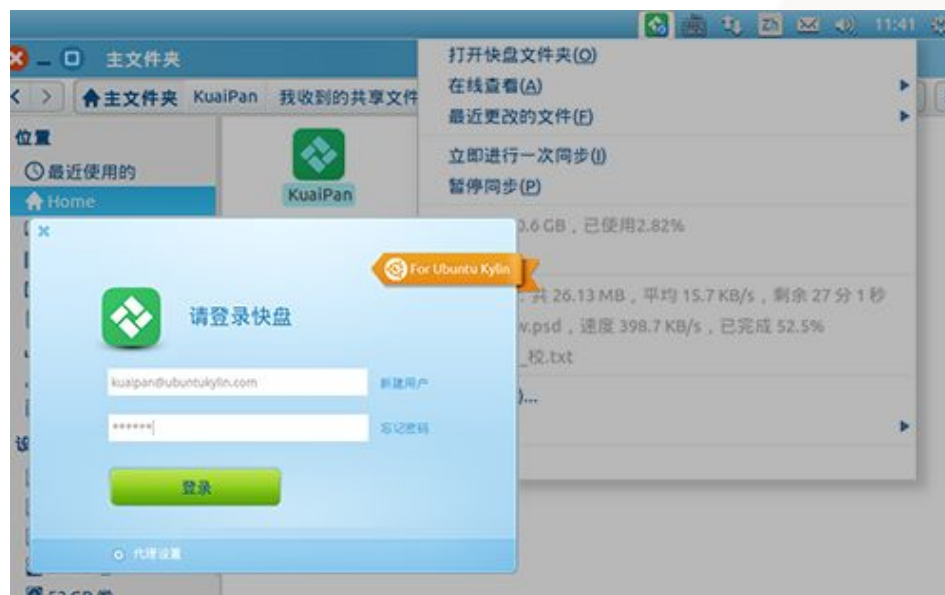 Zh 11:41
主文件夹
主文件夹 KuaiPan 我收到的共享文件
位置
最近使用的
Home
KuaiPan
打开快盘文件夹(O)
在线查看(A)
最近更改的文件(F)
立即进行一次同步(I)
暂停同步(P)
0.6 GB，已使用2.82%
共 26.13 MB，平均 15.7 KB/s，剩余 27 分 1 秒
w.psd，速度 398.7 KB/s，已完成 52.5%
_校.txt
)...
For Ubuntu Kylin
请登录快盘
kuaipan@ubuntukylin.com 新建用户
****** 忘记密码
登录
代理设置